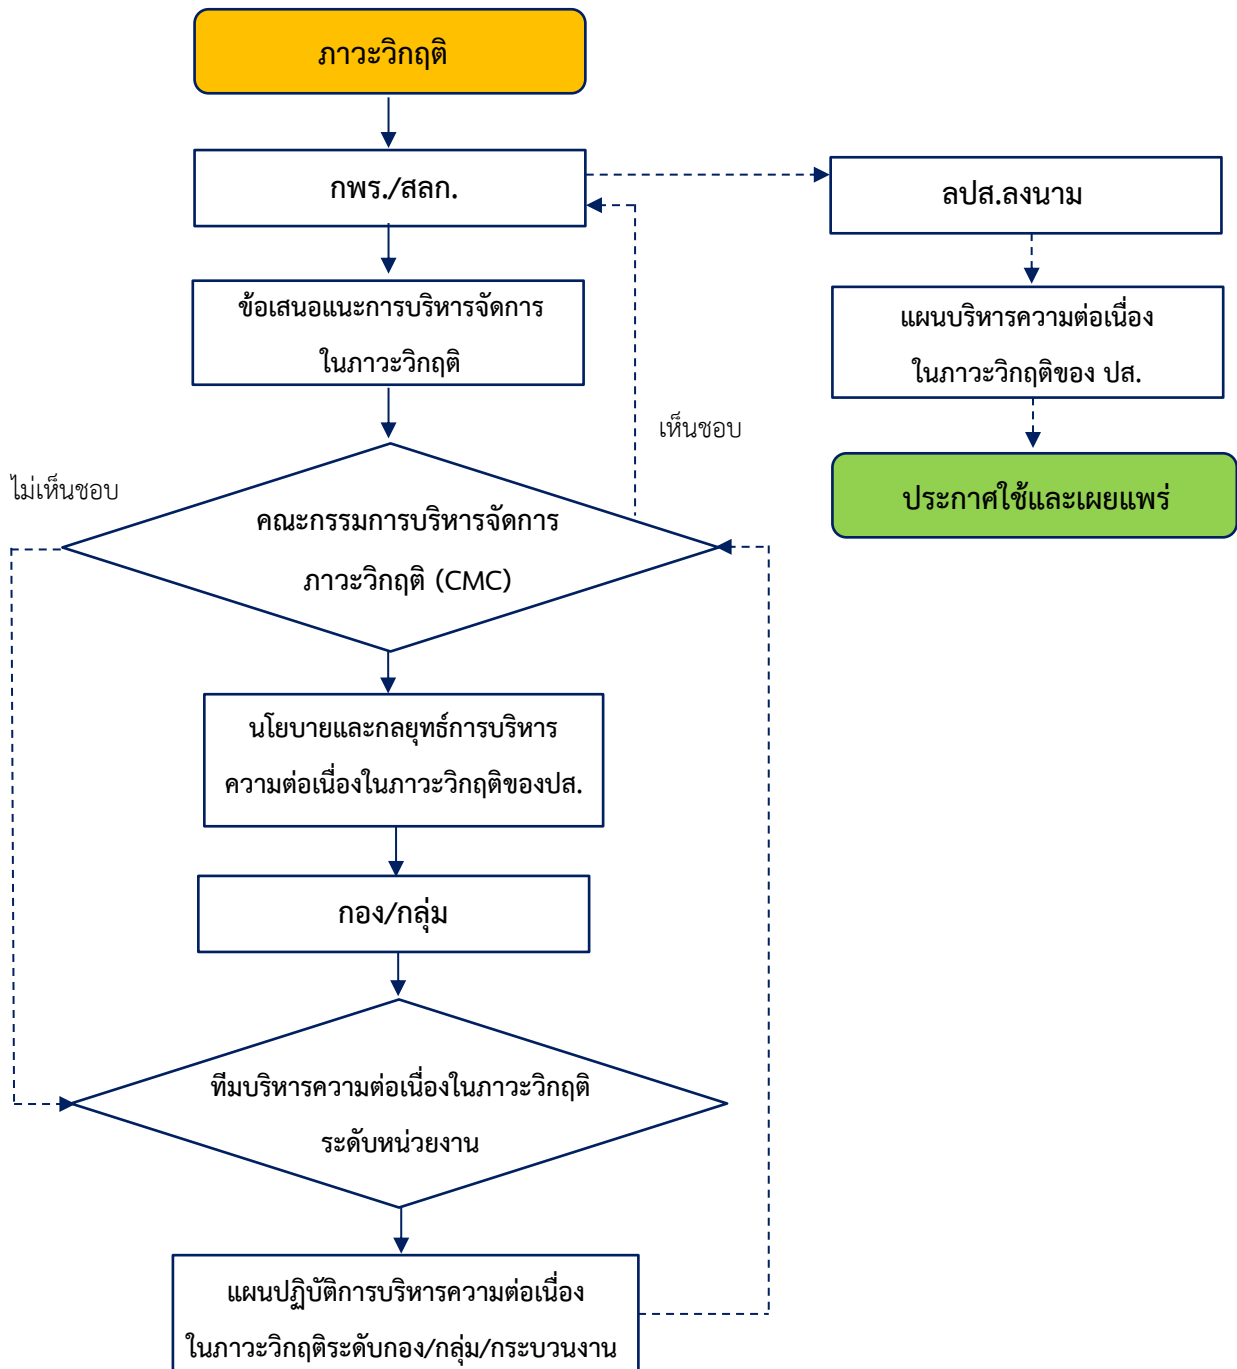 ภาวะวิกฤติ
กพร./สลก.
ลปส.ลงนาม
ข้อเสนอแนะการบริหารจัดการ
ในภาวะวิกฤติ
แผนบริหารความต่อเนื่อง
ในภาวะวิกฤติของ ปส.
เห็นชอบ
ไม่เห็นชอบ
ประกาศใช้และเผยแพร่
คณะกรรมการบริหารจัดการ
ภาวะวิกฤติ (CMC)
นโยบายและกลยุทธ์การบริหาร
ความต่อเนื่องในภาวะวิกฤติของปส.
กอง/กลุ่ม
ทีมบริหารความต่อเนื่องในภาวะวิกฤติ
ระดับหน่วยงาน
แผนปฏิบัติการบริหารความต่อเนื่อง
ในภาวะวิกฤติระดับกอง/กลุ่ม/กระบวนงาน